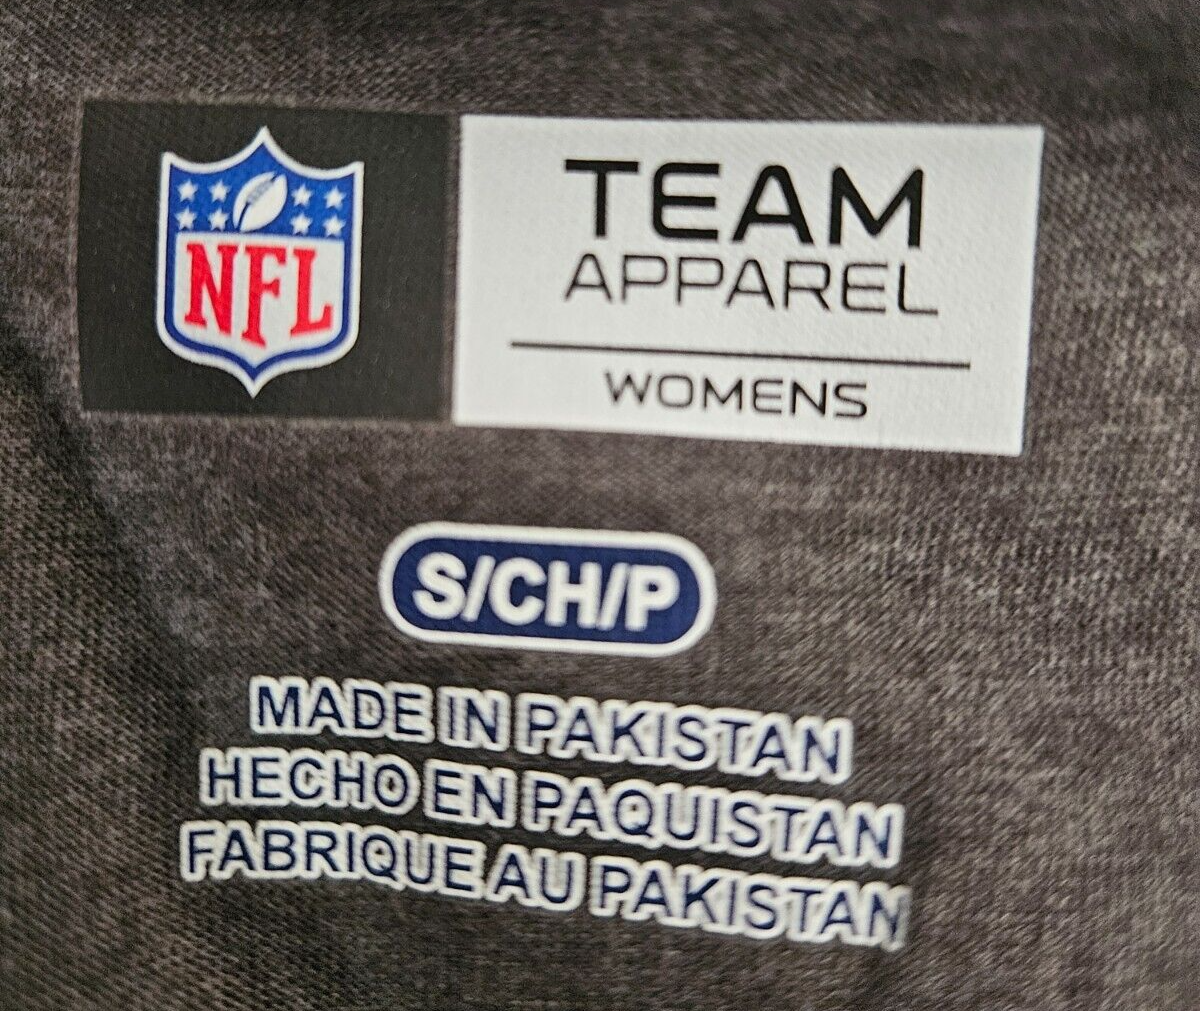 NFL
TEAM
APPAREL
WOMENS
S/CH/P
MADE IN PAKISTAN
HECHO EN PAQUISTAN
FABRIQUE AU PAKISTAN